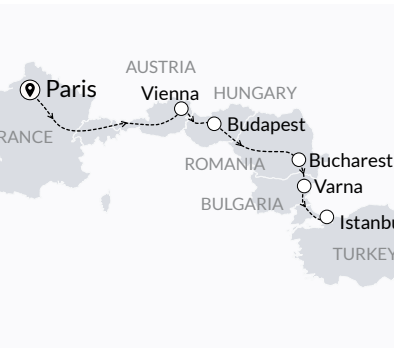 AUSTRIA
Paris
Vienna
HUNGARY
Budapest
RANCE
ROMANIA
Bucharest
Varna
BULGARIA
Istanbu
TURKEY